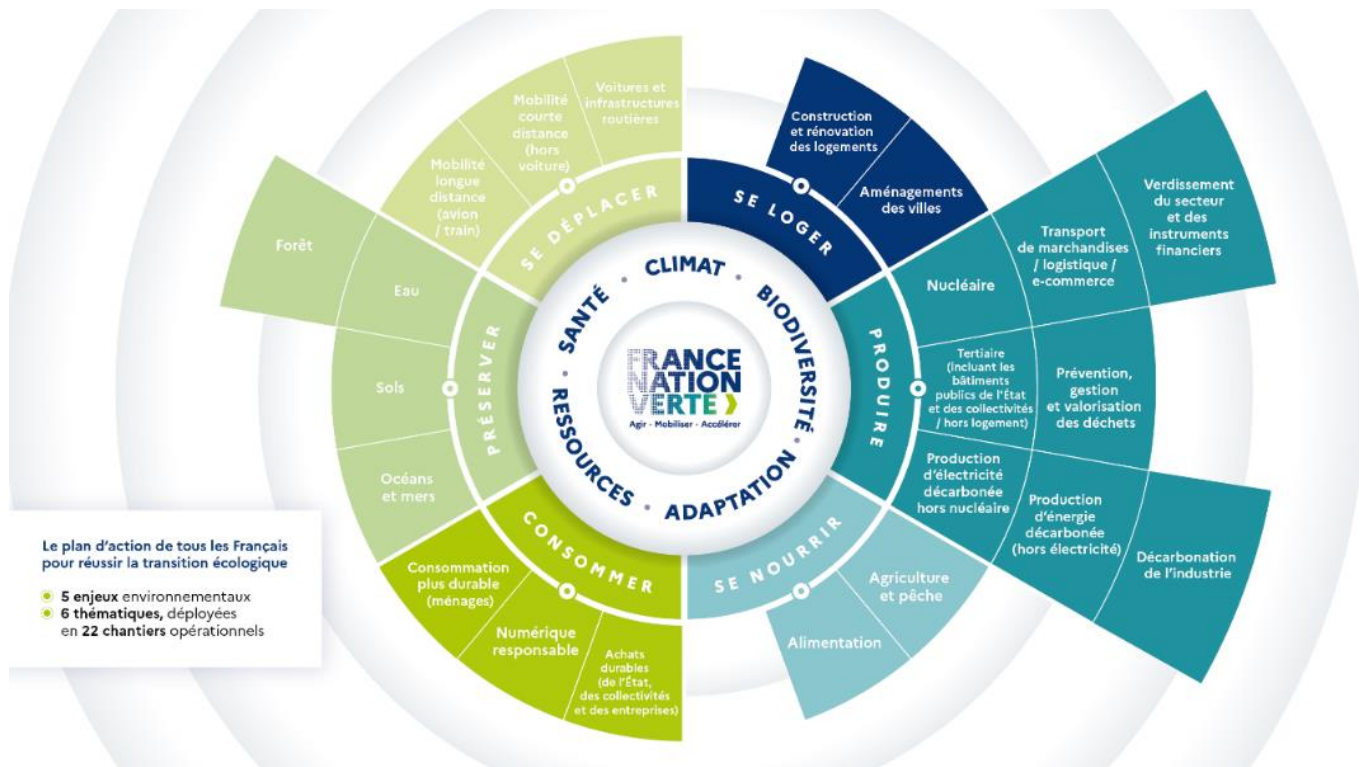 Voitures et
infrastructures
routières
Mobilité
courte
distance
(hors
voiture)
Mobilité
longue
distance
(avion
/ train)
SE DÉPLACER
Construction
et rénovation
des logements
Aménagements
des villes
SE LOGER
Verdissement
du secteur
et des
instruments
financiers
Transport
de marchandises
/ logistique /
e-commerce
Nucléaire
Tertiaire
(incluant les
bâtiments
publics de l'État
et des collectivités
/ hors logement)
Prévention,
gestion
et valorisation
des déchets
Production
d'électricité
décarbonée
hors nucléaire
Production
d'énergie
décarbonée
(hors électricité)
Décarbonation
de l'industrie
PRODUIRE
Forêt
Eau
Sols
Océans
et mers
PRÉSERVER
SANTÉ • CLIMAT • BIODIVERSITÉ • ADAPTATION • RESSOURCES •
FRANCE
NATION
VERTE
Agir - Mobiliser - Accélérer
CONSOMMER
Consommation
plus durable
(ménages)
Numérique
responsable
Achats
durables
(de l'État,
des collectivités
et des entreprises)
SE NOURRIR
Agriculture
et pêche
Alimentation
Le plan d'action de tous les Français
pour réussir la transition écologique
5 enjeux environnementaux
6 thématiques, déployées
en 22 chantiers opérationnels